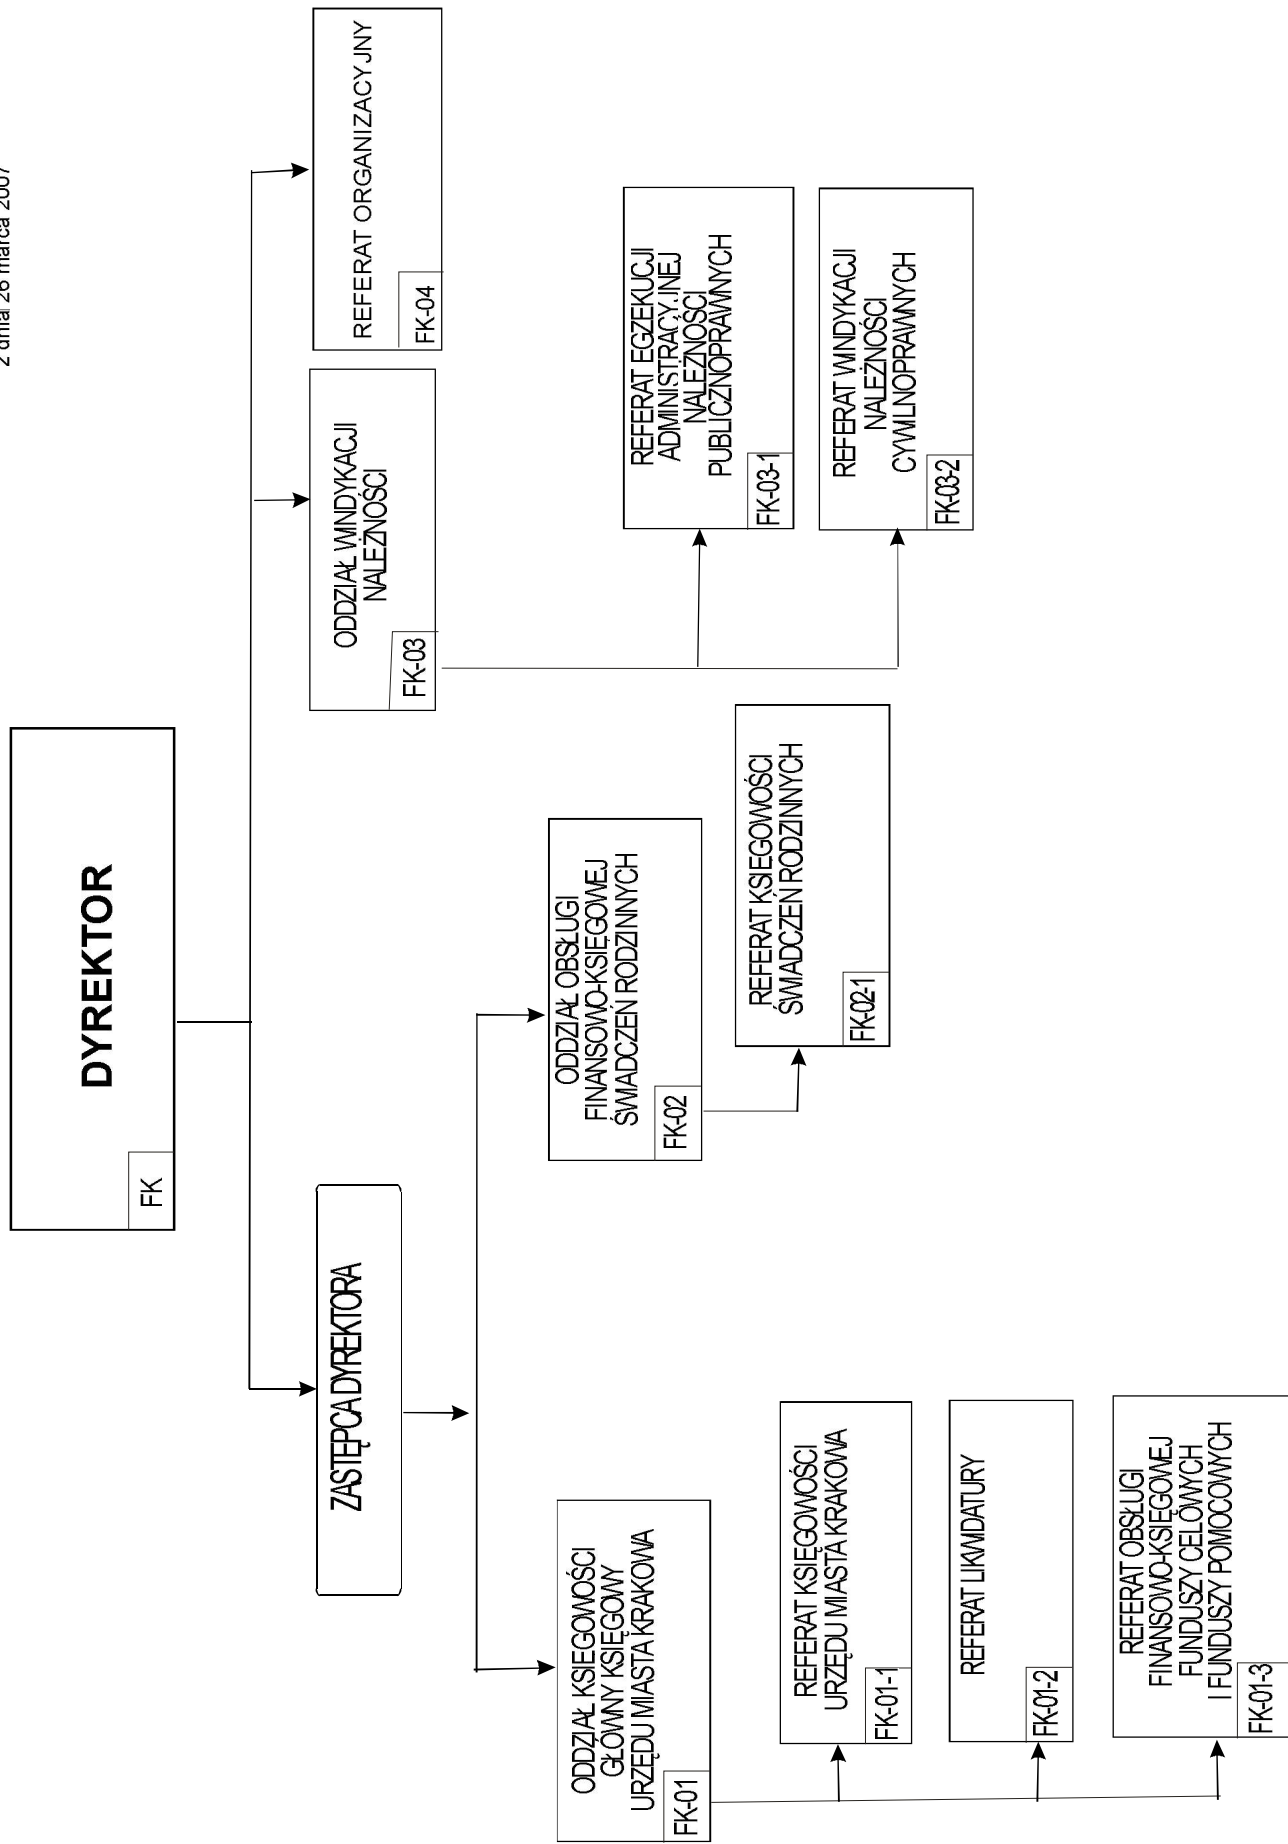 z dnia 26 marca 2007
DYREKTOR
FK
ZASTĘPCA DYREKTORA
ODDZIAŁ WINDYKACJI
NALEŻNOŚCI
FK-03
REFERAT ORGANIZACYJNY
FK-04
ODDZIAŁ KSIĘGOWOŚCI
GŁÓWNY KSIĘGOWY
URZĘDU MIASTA KRAKOWA
FK-01
ODDZIAŁ OBSŁUGI
FINANSOWO-KSIĘGOWEJ
ŚWIADCZEŃ RODZINNYCH
FK-02
REFERAT EGZEKUCJI
ADMINISTRACYJNEJ
NALEŻNOŚCI
PUBLICZNOPRAWNYCH
FK-03-1
REFERAT KSIĘGOWOŚCI
ŚWIADCZEŃ RODZINNYCH
FK-02-1
REFERAT WINDYKACJI
NALEŻNOŚCI
CYWILNOPRAWNYCH
FK-03-2
REFERAT KSIĘGOWOŚCI
URZĘDU MIASTA KRAKOWA
FK-01-1
REFERAT LIKWIDATURY
FK-01-2
REFERAT OBSŁUGI
FINANSOWO-KSIĘGOWEJ
FUNDUSZY CELOWYCH
I FUNDUSZY POMOCOWYCH
FK-01-3